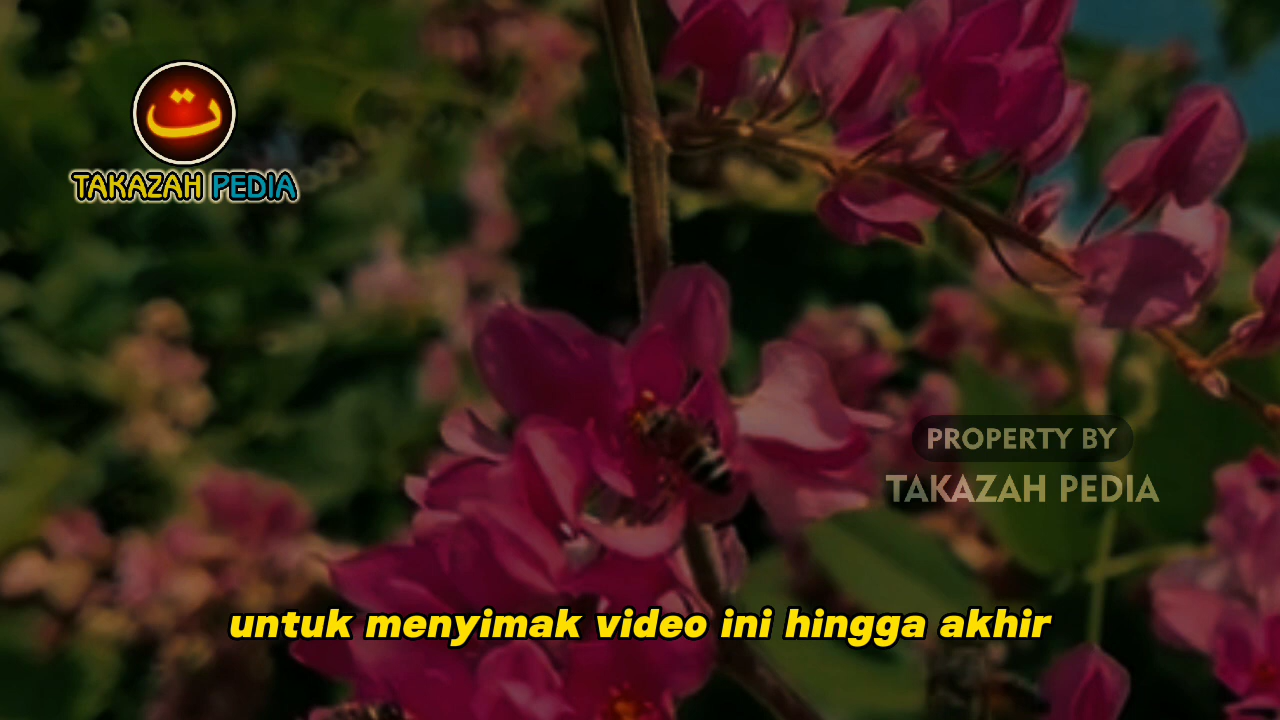 ت
TAKAZAH PEDIA
PROPERTY BY
TAKAZAH PEDIA
untuk menyimak video ini hingga akhir